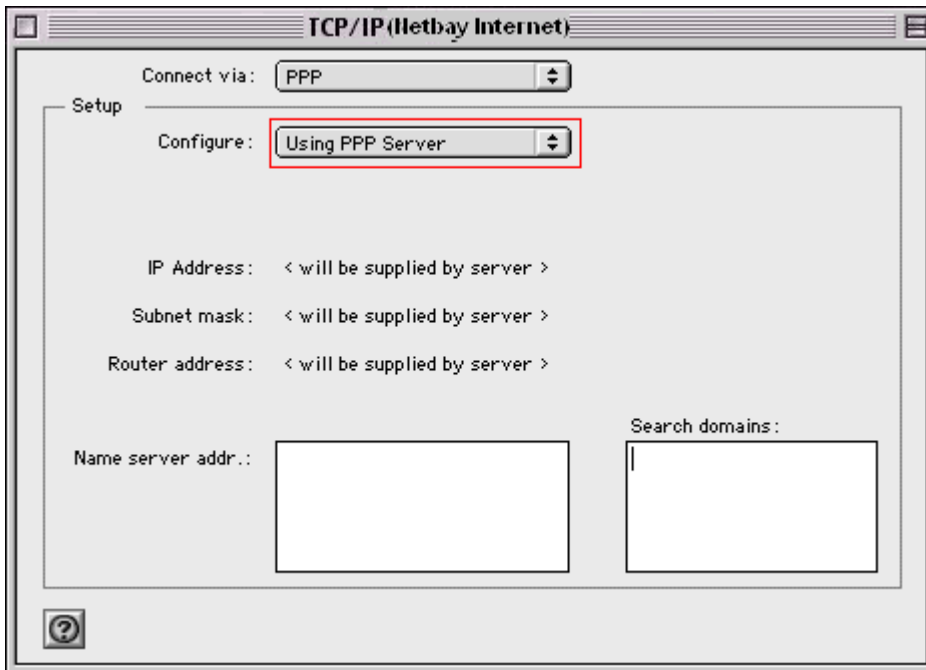 TCP/IP(Netbay Internet)
Connect via: PPP
Setup
Configure: Using PPP Server
IP Address: < will be supplied by server >
Subnet mask: < will be supplied by server >
Router address: < will be supplied by server >
Search domains:
Name server addr.:
?